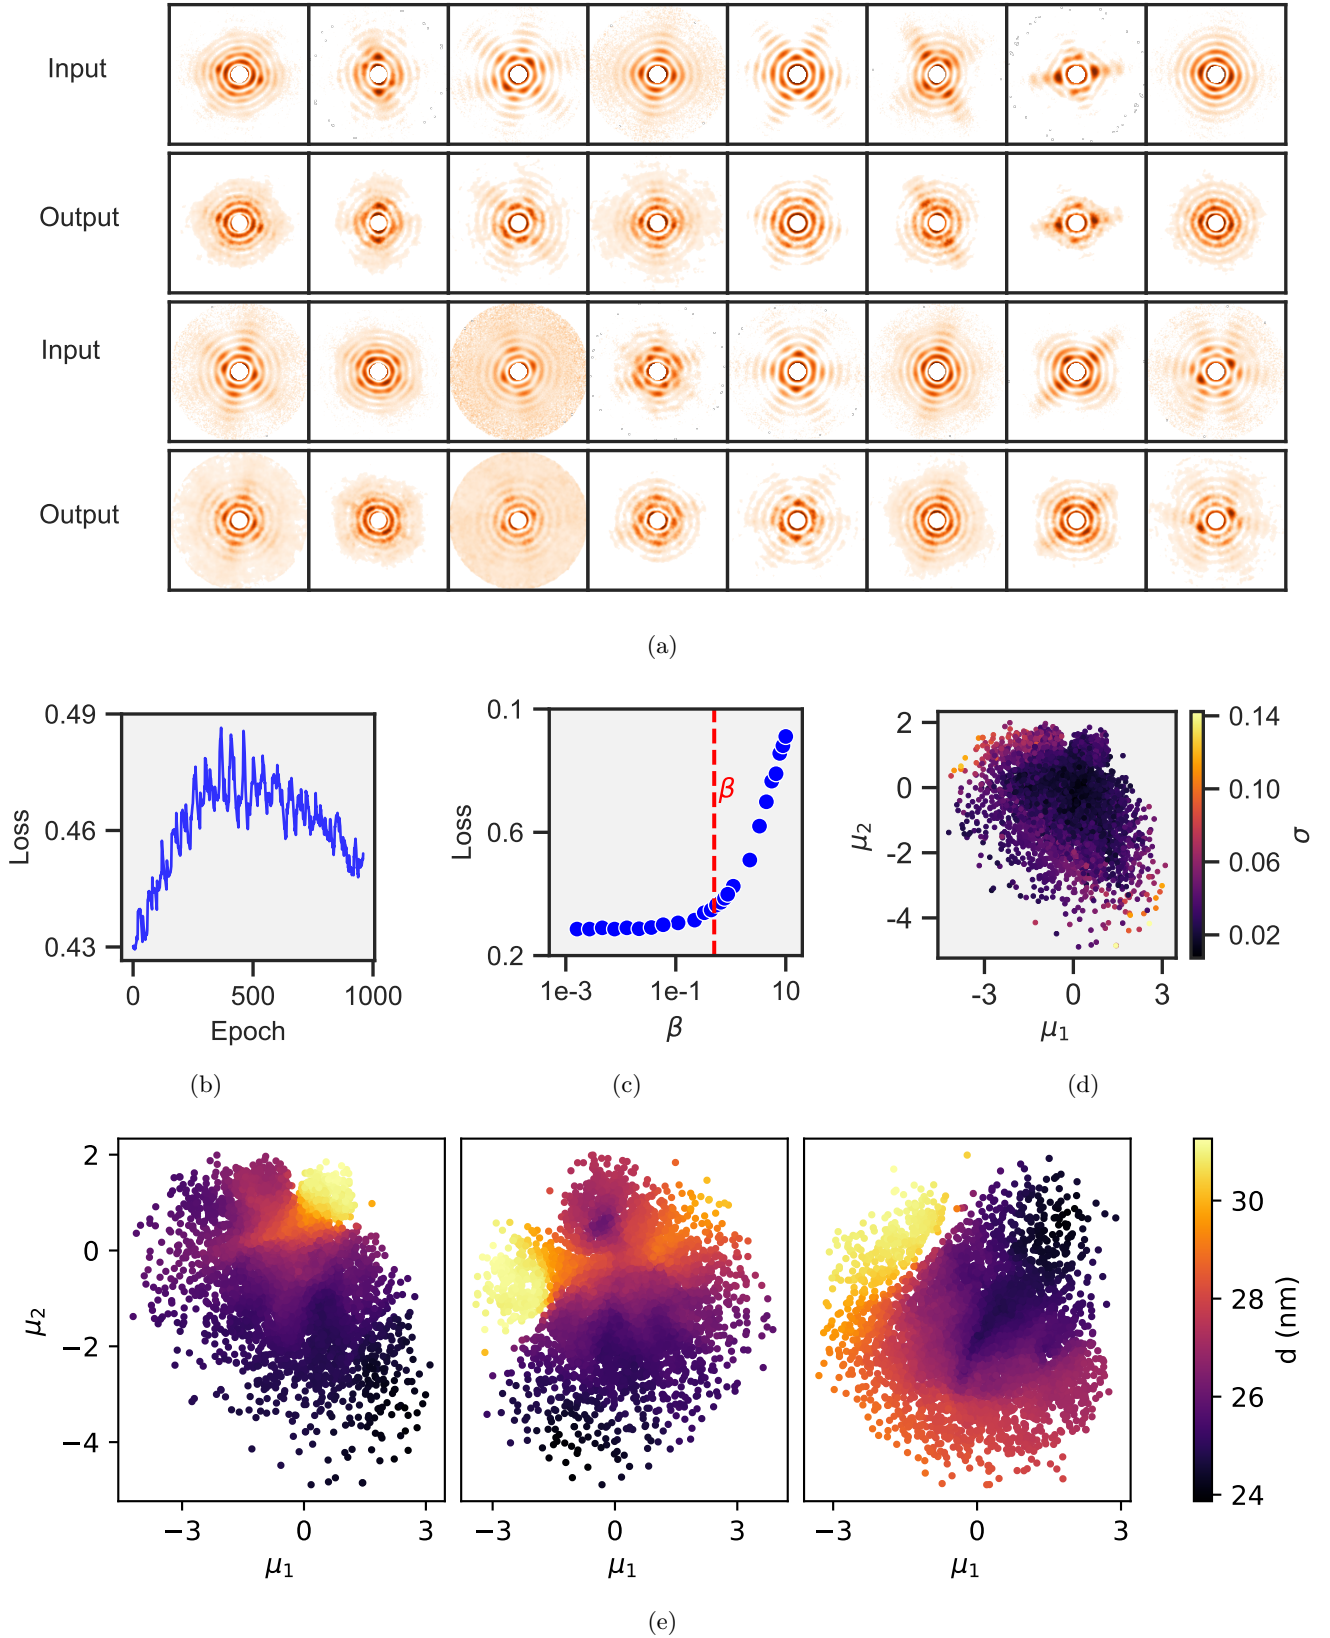 Input
Output
Input
Output
(a)
0.49
0.46
0.43
Loss
0 500 1000
Epoch
(b)
0.1
0.6
0.2
Loss
β
1e-3 1e-1 10
β
(c)
2
0
-2
-4
μ₂
-3 0 3
μ₁
0.14
0.10
0.06
0.02
σ
(d)
2
0
−2
−4
μ₂
−3 0 3 −3 0 3 −3 0 3
μ₁ μ₁ μ₁
30
28
26
24
d (nm)
(e)